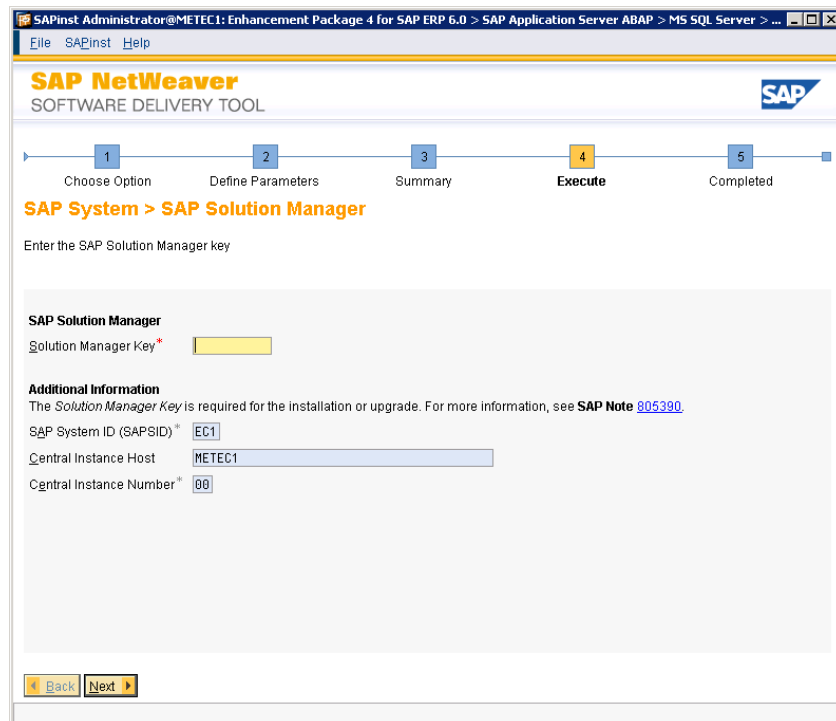 SAPinst Administrator@METEC1: Enhancement Package 4 for SAP ERP 6.0 > SAP Application Server ABAP > MS SQL Server > ...
File SAPinst Help
SAP NetWeaver
SOFTWARE DELIVERY TOOL
SAP
1 2 3 4 5
Choose Option Define Parameters Summary Execute Completed
SAP System > SAP Solution Manager
Enter the SAP Solution Manager key
SAP Solution Manager
Solution Manager Key*
Additional Information
The Solution Manager Key is required for the installation or upgrade. For more information, see SAP Note 805390.
SAP System ID (SAPSID) * EC1
Central Instance Host METEC1
Central Instance Number * 00
Back Next